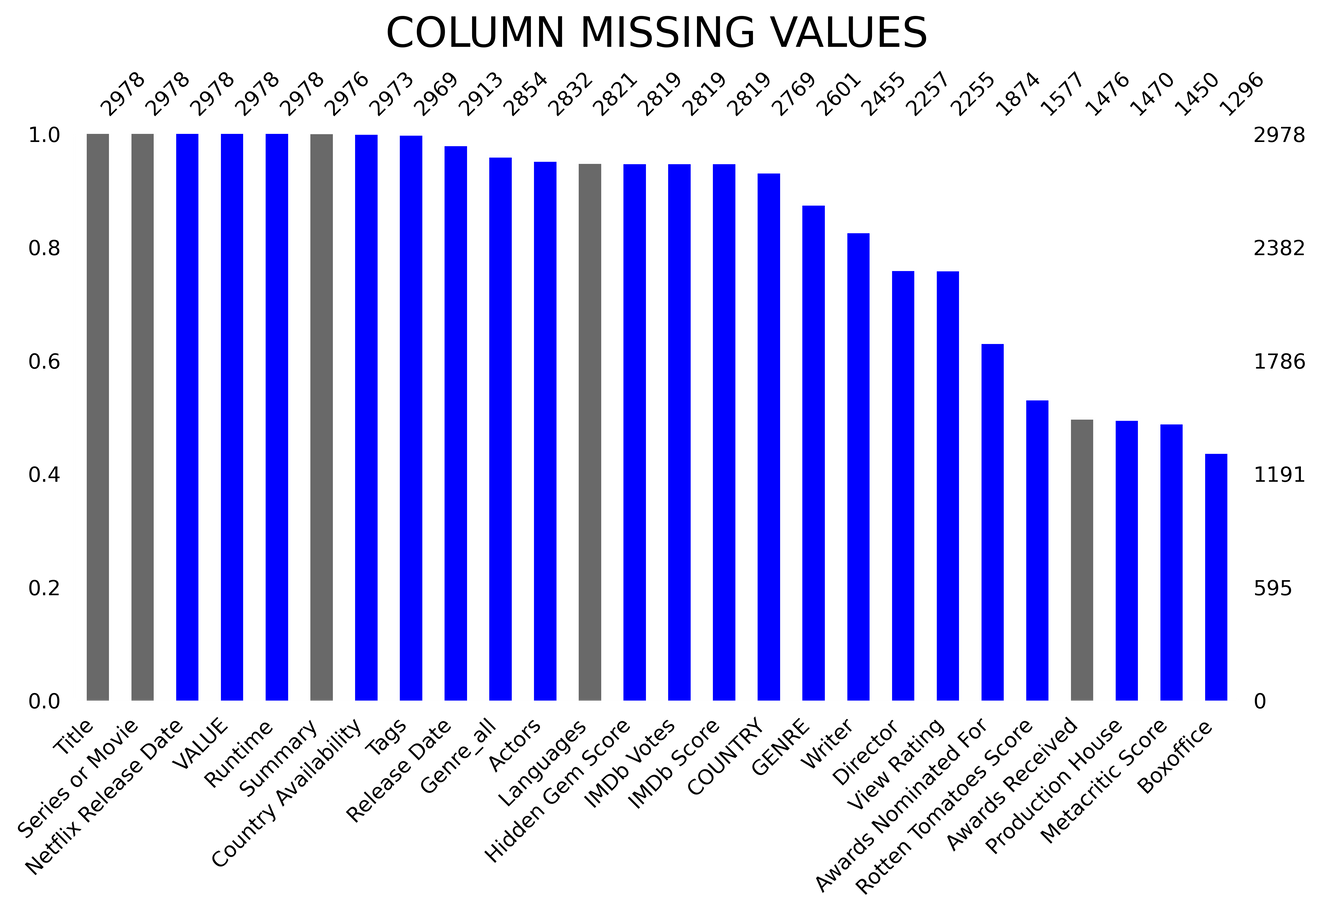 COLUMN MISSING VALUES
2978 2978 2978 2978 2978 2976 2973 2969 2913 2854 2832 2821 2819 2819 2819 2769 2601 2455 2257 2255 1874 1577 1476 1470 1450 1296
1.0 2978
0.8 2382
0.6 1786
0.4 1191
0.2 595
0.0 0
Title
Series or Movie
Netflix Release Date
VALUE
Runtime
Summary
Country Availability
Tags
Release Date
Genre_all
Actors
Languages
Hidden Gem Score
IMDb Votes
IMDb Score
COUNTRY
GENRE
Writer
Director
View Rating
Awards Nominated For
Rotten Tomatoes Score
Awards Received
Production House
Metacritic Score
Boxoffice